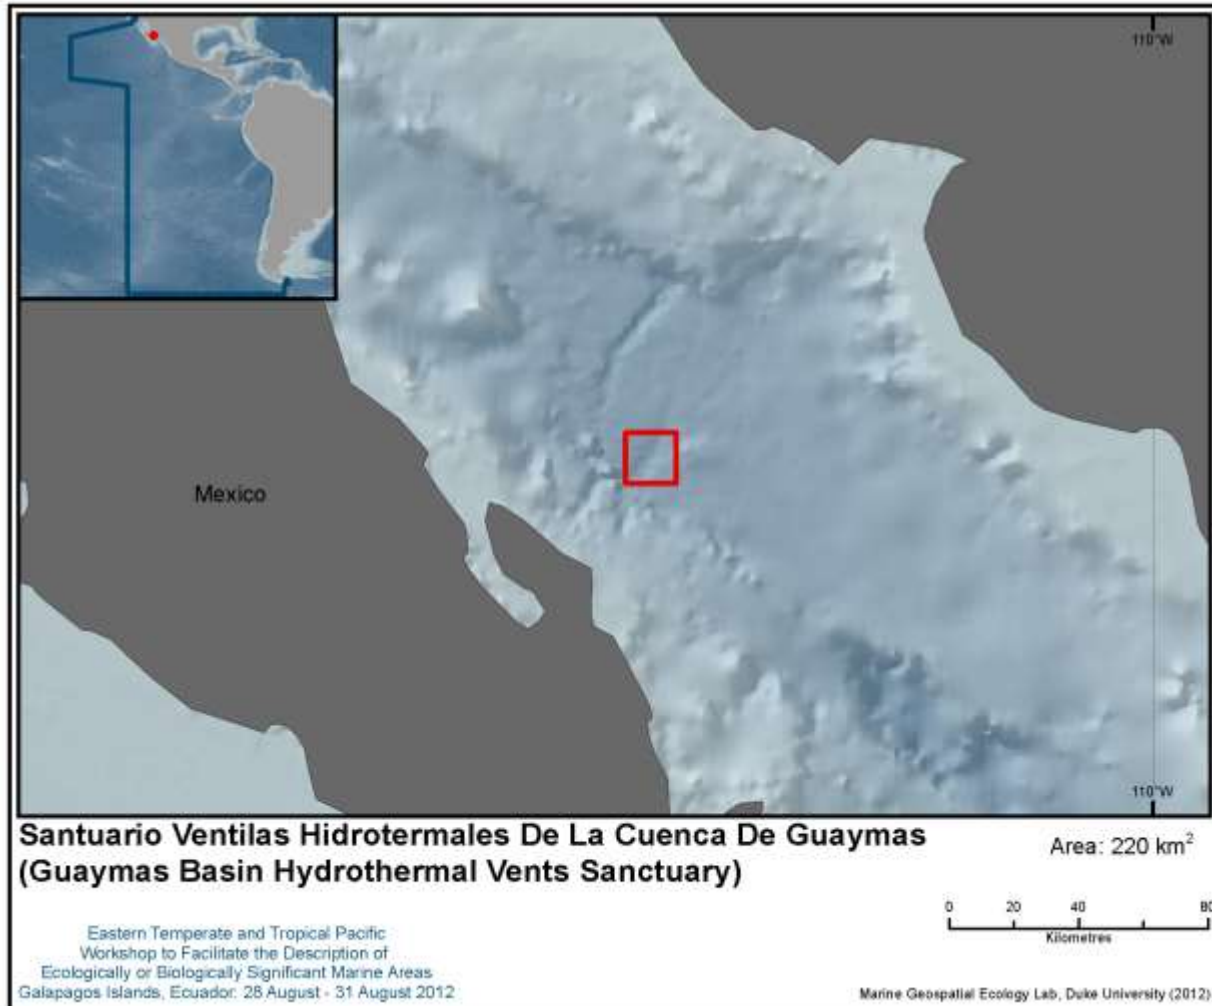 110°W
Mexico
110°W
Santuario Ventilas Hidrotermales De La Cuenca De Guaymas
(Guaymas Basin Hydrothermal Vents Sanctuary)
Area: 220 km²
0 20 40 80
Kilometres
Eastern Temperate and Tropical Pacific
Workshop to Facilitate the Description of
Ecologically or Biologically Significant Marine Areas
Galapagos Islands, Ecuador: 28 August - 31 August 2012
Marine Geospatial Ecology Lab, Duke University (2012)